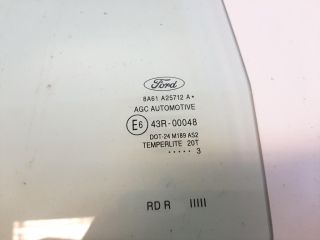 Ford
8A61 A25712 A•
AGC AUTOMOTIVE
E6 43R-00048
DOT-24 M189 AS2
TEMPERLITE 20T
..... 3
RD R IIIII